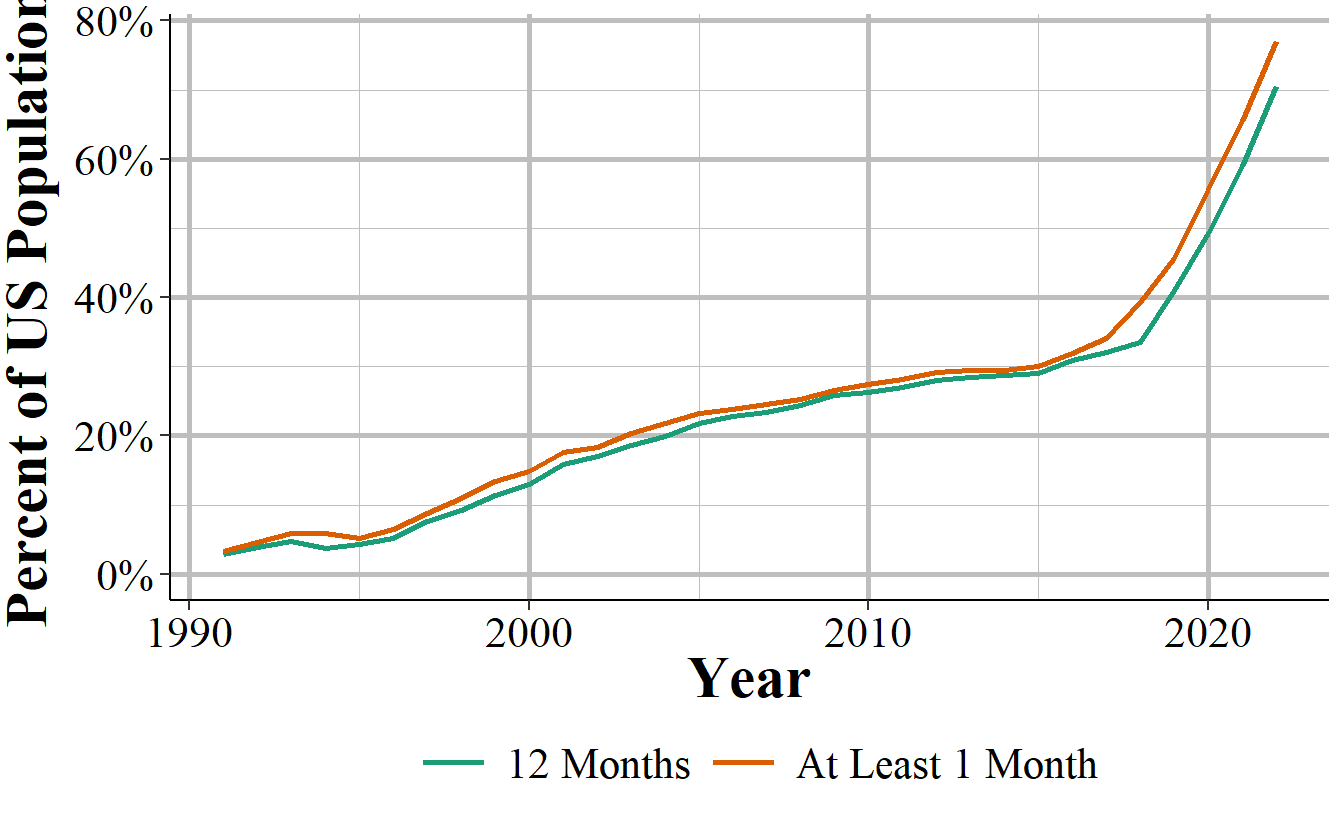 Percent of US Population
80%
60%
40%
20%
0%
1990 2000 2010 2020
Year
12 Months At Least 1 Month